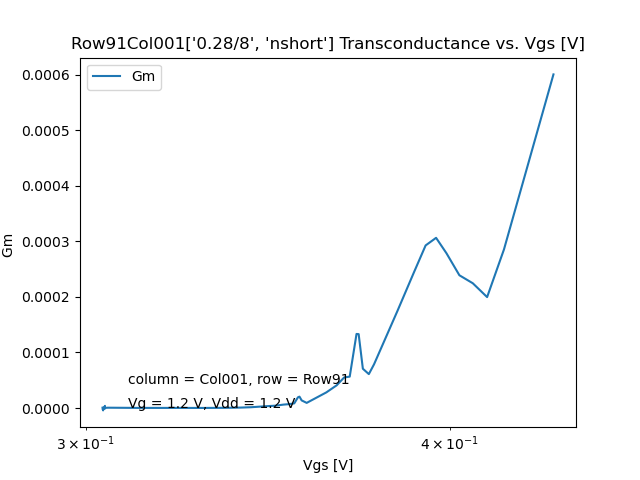 Row91Col001['0.28/8', 'nshort'] Transconductance vs. Vgs [V]
Gm
0.0006
0.0005
0.0004
0.0003
0.0002
0.0001
0.0000
Gm
column = Col001, row = Row91
Vg = 1.2 V, Vdd = 1.2 V
3 × 10⁻¹
4 × 10⁻¹
Vgs [V]